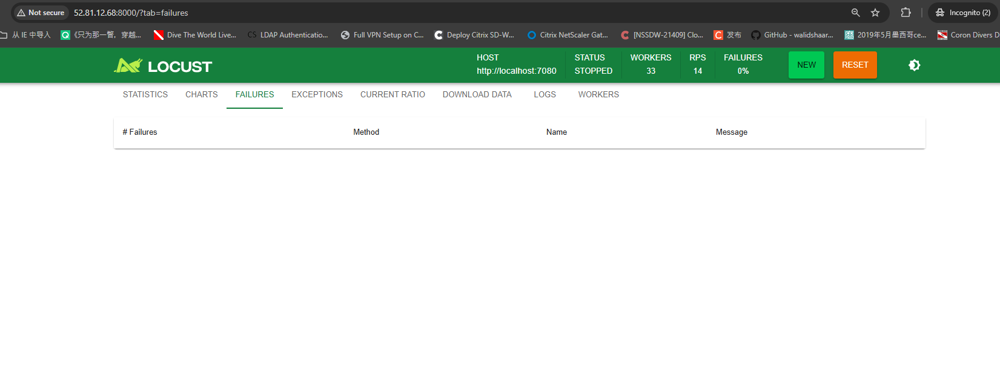 Not secure 52.81.12.68:8000/?tab=failures Incognito (2)
从 IE 中导入 《只为那一瞥，穿越... Dive The World Live... CS LDAP Authenticatio... Full VPN Setup on C... Deploy Citrix SD-W... Citrix NetScaler Gat... [NSSDW-21409] Clo... C 发布 GitHub - walidshaar... 2019年5月墨西哥ce... Coron Divers D
LOCUST
HOST STATUS WORKERS RPS FAILURES
http://localhost:7080 STOPPED 33 14 0%
NEW RESET
STATISTICS CHARTS FAILURES EXCEPTIONS CURRENT RATIO DOWNLOAD DATA LOGS WORKERS
# Failures Method Name Message